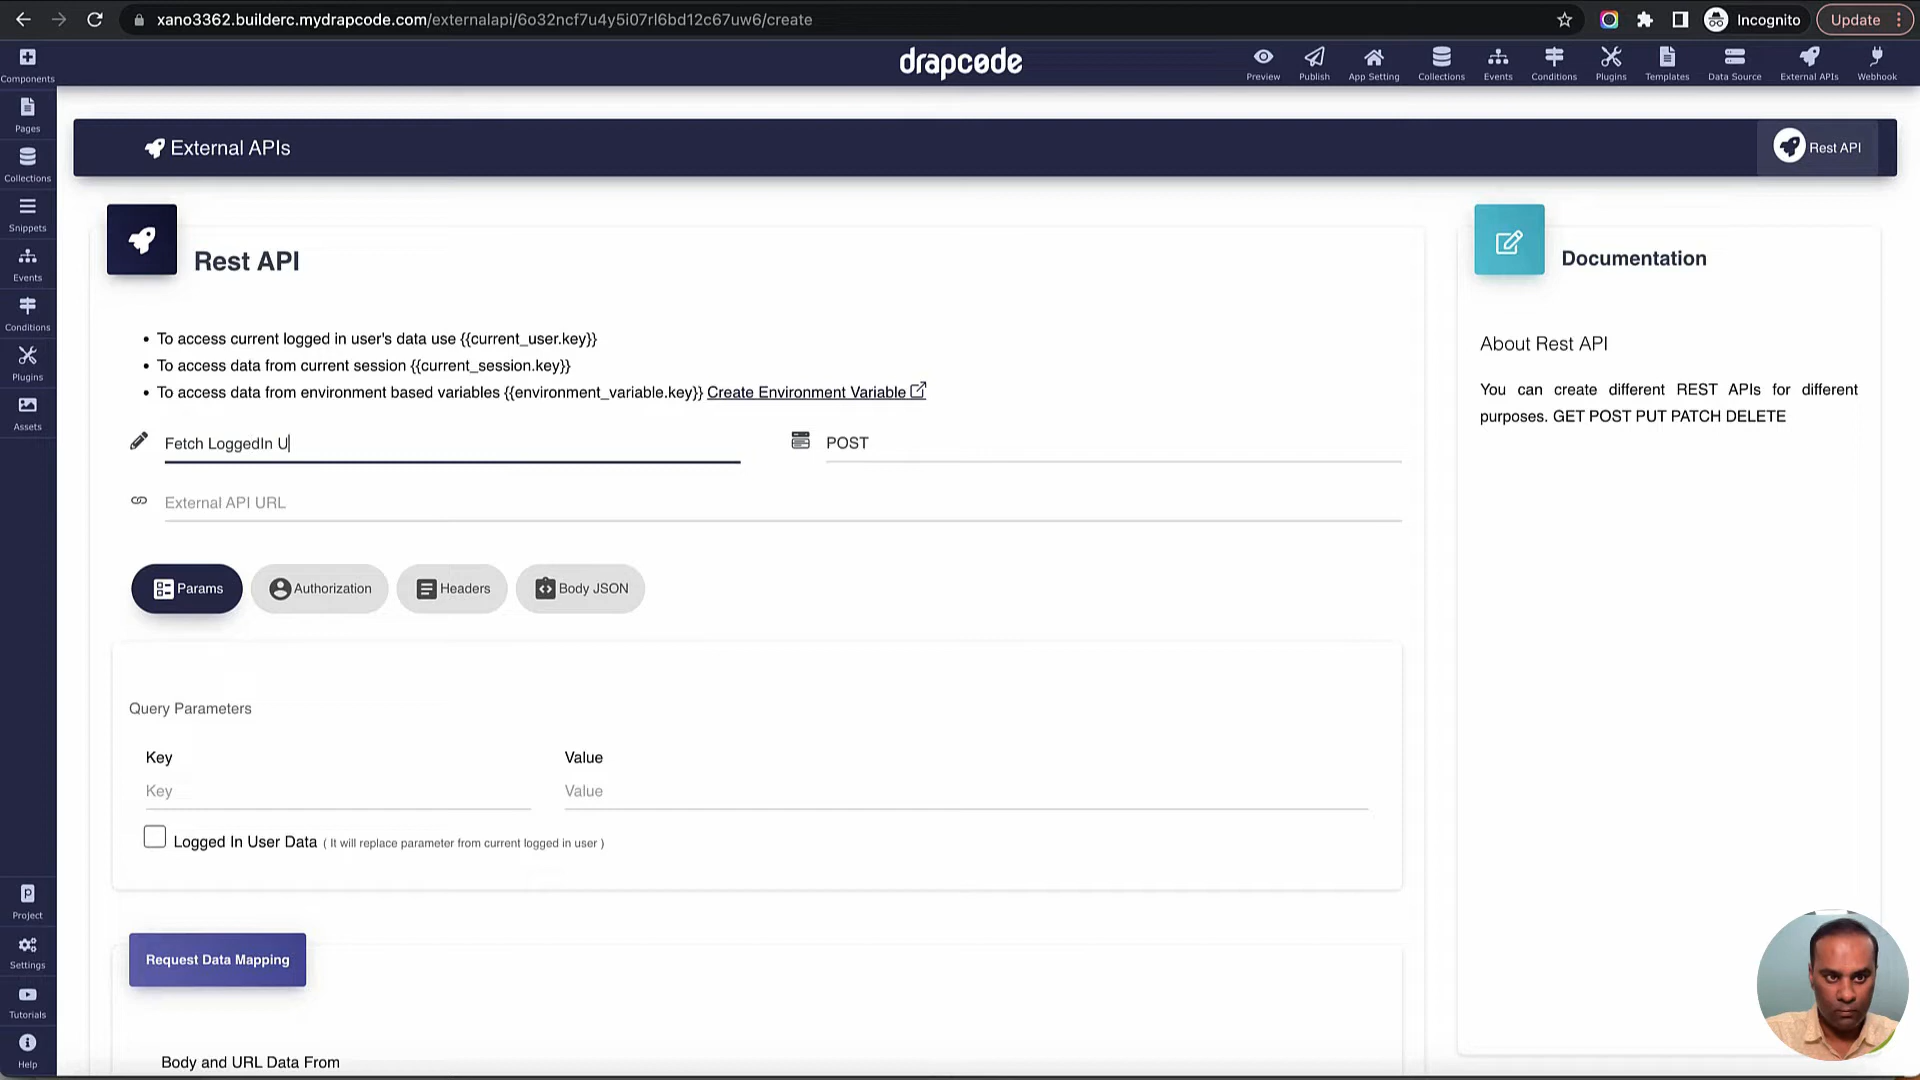 xano3362.builderc.mydrapcode.com/externalapi/6o32ncf7u4y5i07rl6bd12c67uw6/create
Incognito
Update
Components
drapcode
Preview
Publish
App Setting
Collections
Events
Conditions
Plugins
Templates
Data Source
External APIs
Webhook
Pages
Collections
Snippets
Events
Conditions
Plugins
Assets
Project
Settings
Tutorials
Help
External APIs
Rest API
Rest API
• To access current logged in user's data use {{current_user.key}}
• To access data from current session {{current_session.key}}
• To access data from environment based variables {{environment_variable.key}} Create Environment Variable
Fetch LoggedIn U
POST
External API URL
Params
Authorization
Headers
Body JSON
Query Parameters
Key
Value
Key
Value
Logged In User Data ( It will replace parameter from current logged in user )
Request Data Mapping
Body and URL Data From
Documentation
About Rest API
You can create different REST APIs for different
purposes. GET POST PUT PATCH DELETE